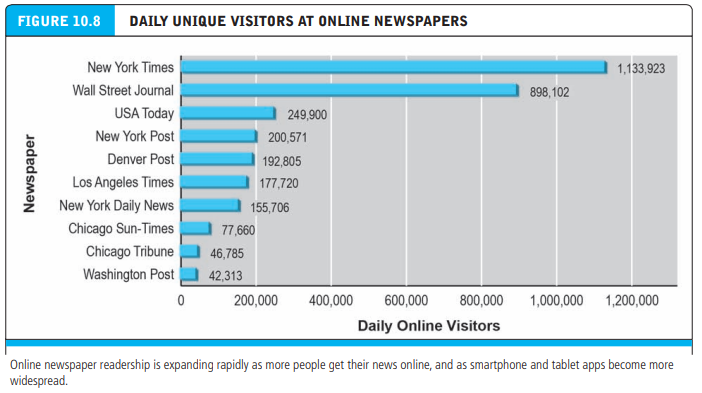 FIGURE 10.8 DAILY UNIQUE VISITORS AT ONLINE NEWSPAPERS
New York Times 1,133,923
Wall Street Journal 898,102
USA Today 249,900
New York Post 200,571
Denver Post 192,805
Los Angeles Times 177,720
New York Daily News 155,706
Chicago Sun-Times 77,660
Chicago Tribune 46,785
Washington Post 42,313
Newspaper
0 200,000 400,000 600,000 800,000 1,000,000 1,200,000
Daily Online Visitors
Online newspaper readership is expanding rapidly as more people get their news online, and as smartphone and tablet apps become more
widespread.